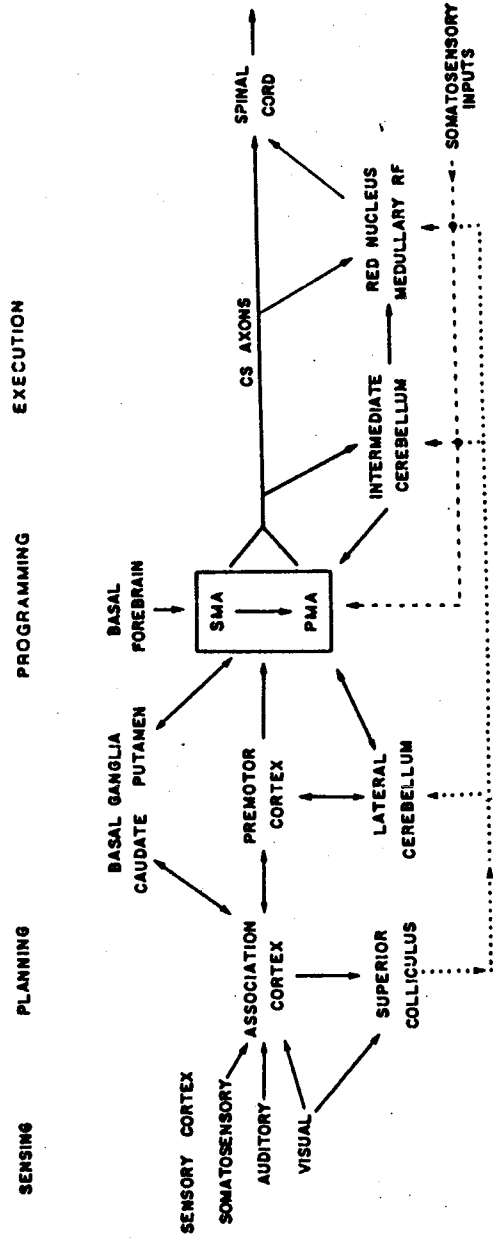 SENSING
PLANNING
PROGRAMMING
EXECUTION
SENSORY CORTEX
SOMATOSENSORY
AUDITORY
VISUAL
ASSOCIATION
CORTEX
SUPERIOR
COLLICULUS
BASAL GANGLIA
CAUDATE PUTAMEN
PREMOTOR
CORTEX
LATERAL
CEREBELLUM
BASAL
FOREBRAIN
SMA
PMA
CS AXONS
INTERMEDIATE
CEREBELLUM
RED NUCLEUS
MEDULLARY RF
SPINAL
CORD
SOMATOSENSORY
INPUTS